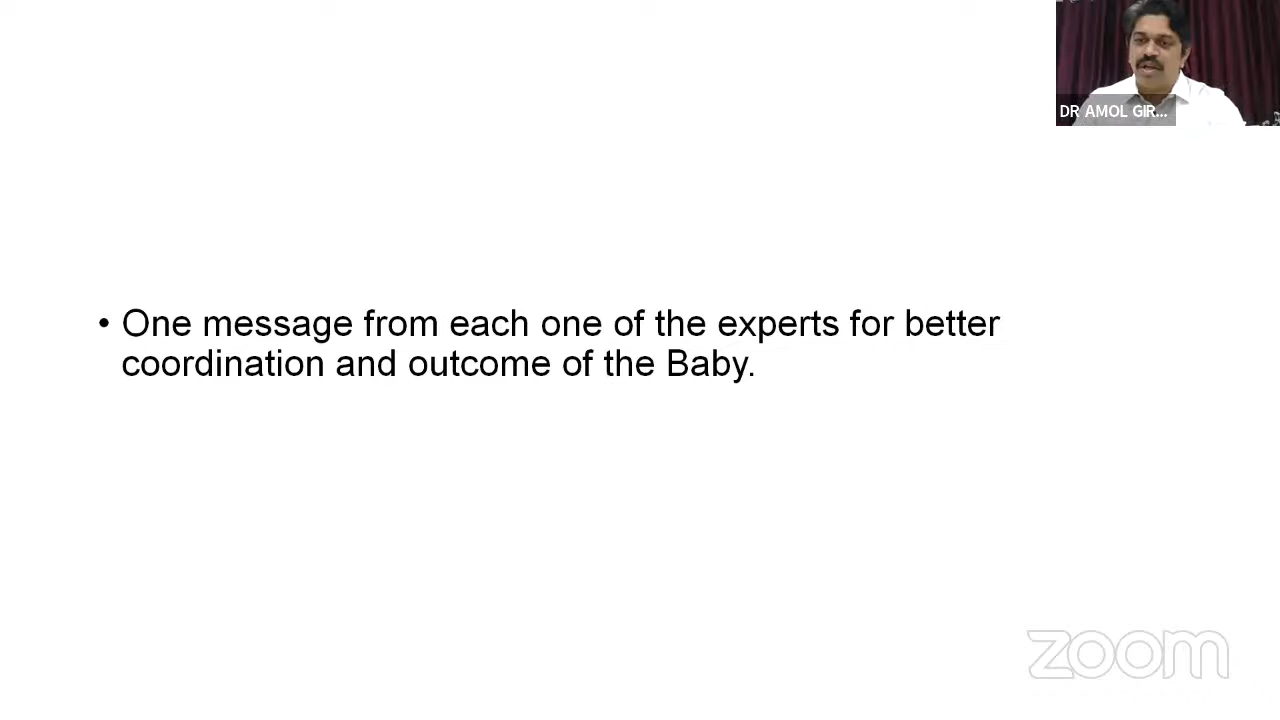 DR AMOL GIR...
• One message from each one of the experts for better
coordination and outcome of the Baby.
zoom